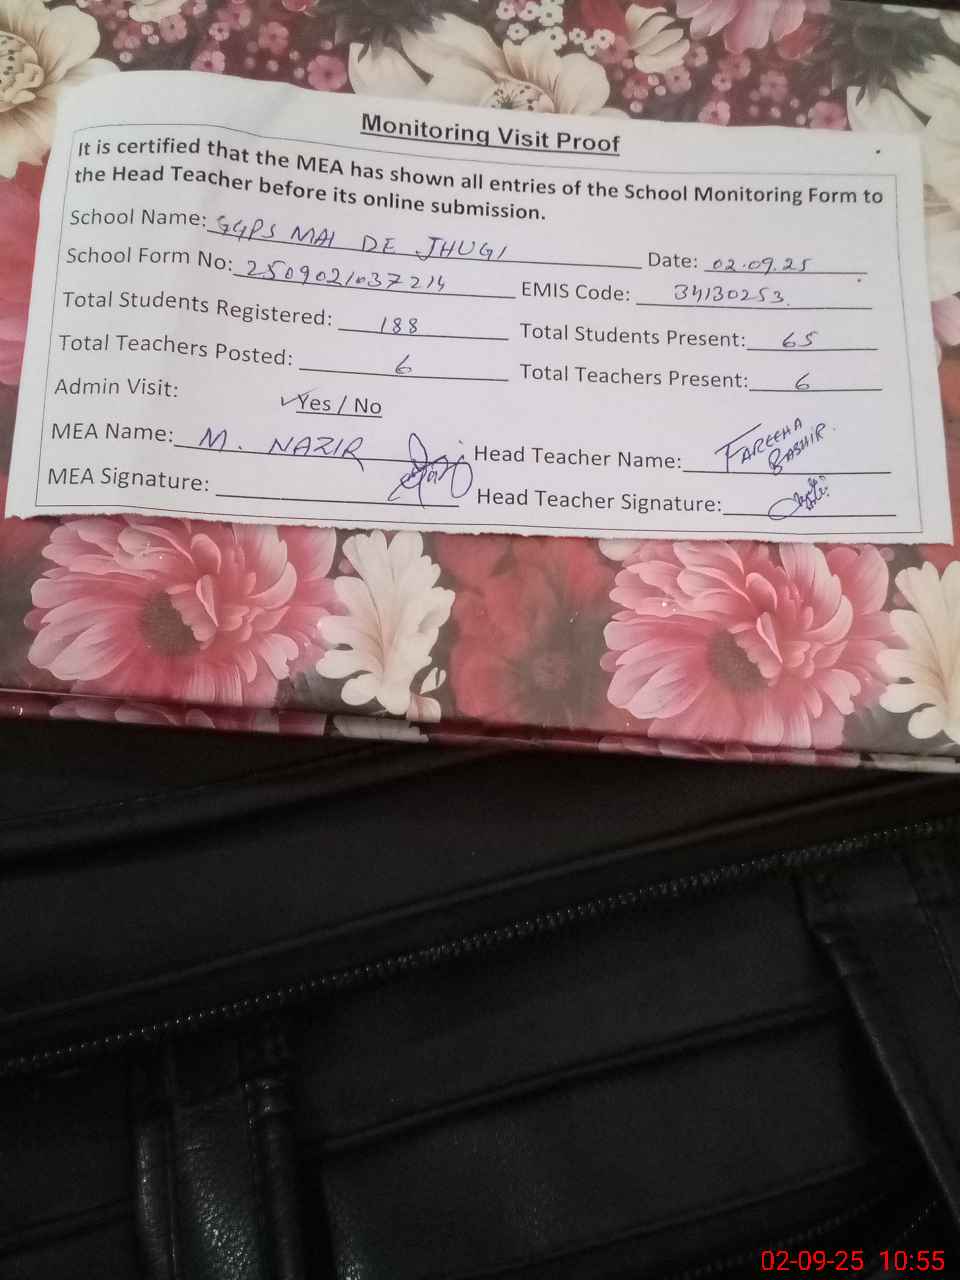 Monitoring Visit Proof
It is certified that the MEA has shown all entries of the School Monitoring Form to
the Head Teacher before its online submission.
School Name: GGPS MAI DE JHUGI Date: 02.09.25
School Form No: 2509021037214 EMIS Code: 34130253.
Total Students Registered: 188 Total Students Present: 65
Total Teachers Posted: 6 Total Teachers Present: 6
Admin Visit: ✓Yes / No
MEA Name: M. NAZIR Head Teacher Name: FAREEHA BASHIR.
MEA Signature: Head Teacher Signature:
02-09-25 10:55